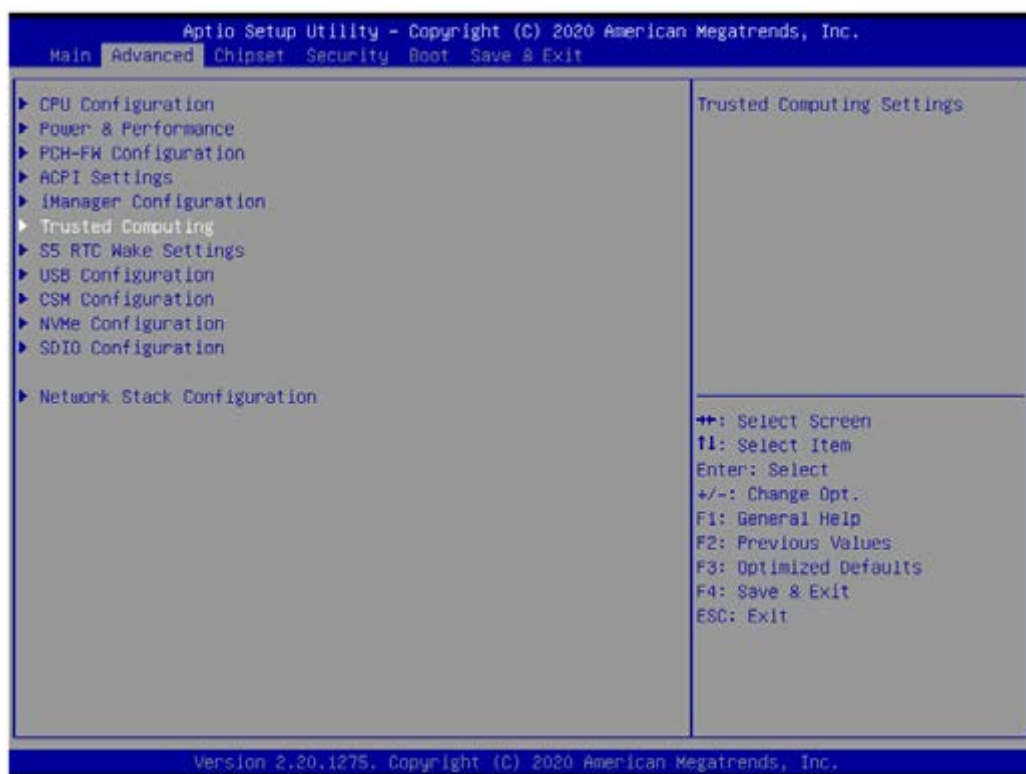 Aptio Setup Utility – Copyright (C) 2020 American Megatrends, Inc.
Main Advanced Chipset Security Boot Save & Exit
CPU Configuration
Power & Performance
PCH-FW Configuration
ACPI Settings
iManager Configuration
Trusted Computing
S5 RTC Wake Settings
USB Configuration
CSM Configuration
NVMe Configuration
SDIO Configuration
Network Stack Configuration
Trusted Computing Settings
→←: Select Screen
↑↓: Select Item
Enter: Select
+/-: Change Opt.
F1: General Help
F2: Previous Values
F3: Optimized Defaults
F4: Save & Exit
ESC: Exit
Version 2.20.1275. Copyright (C) 2020 American Megatrends, Inc.